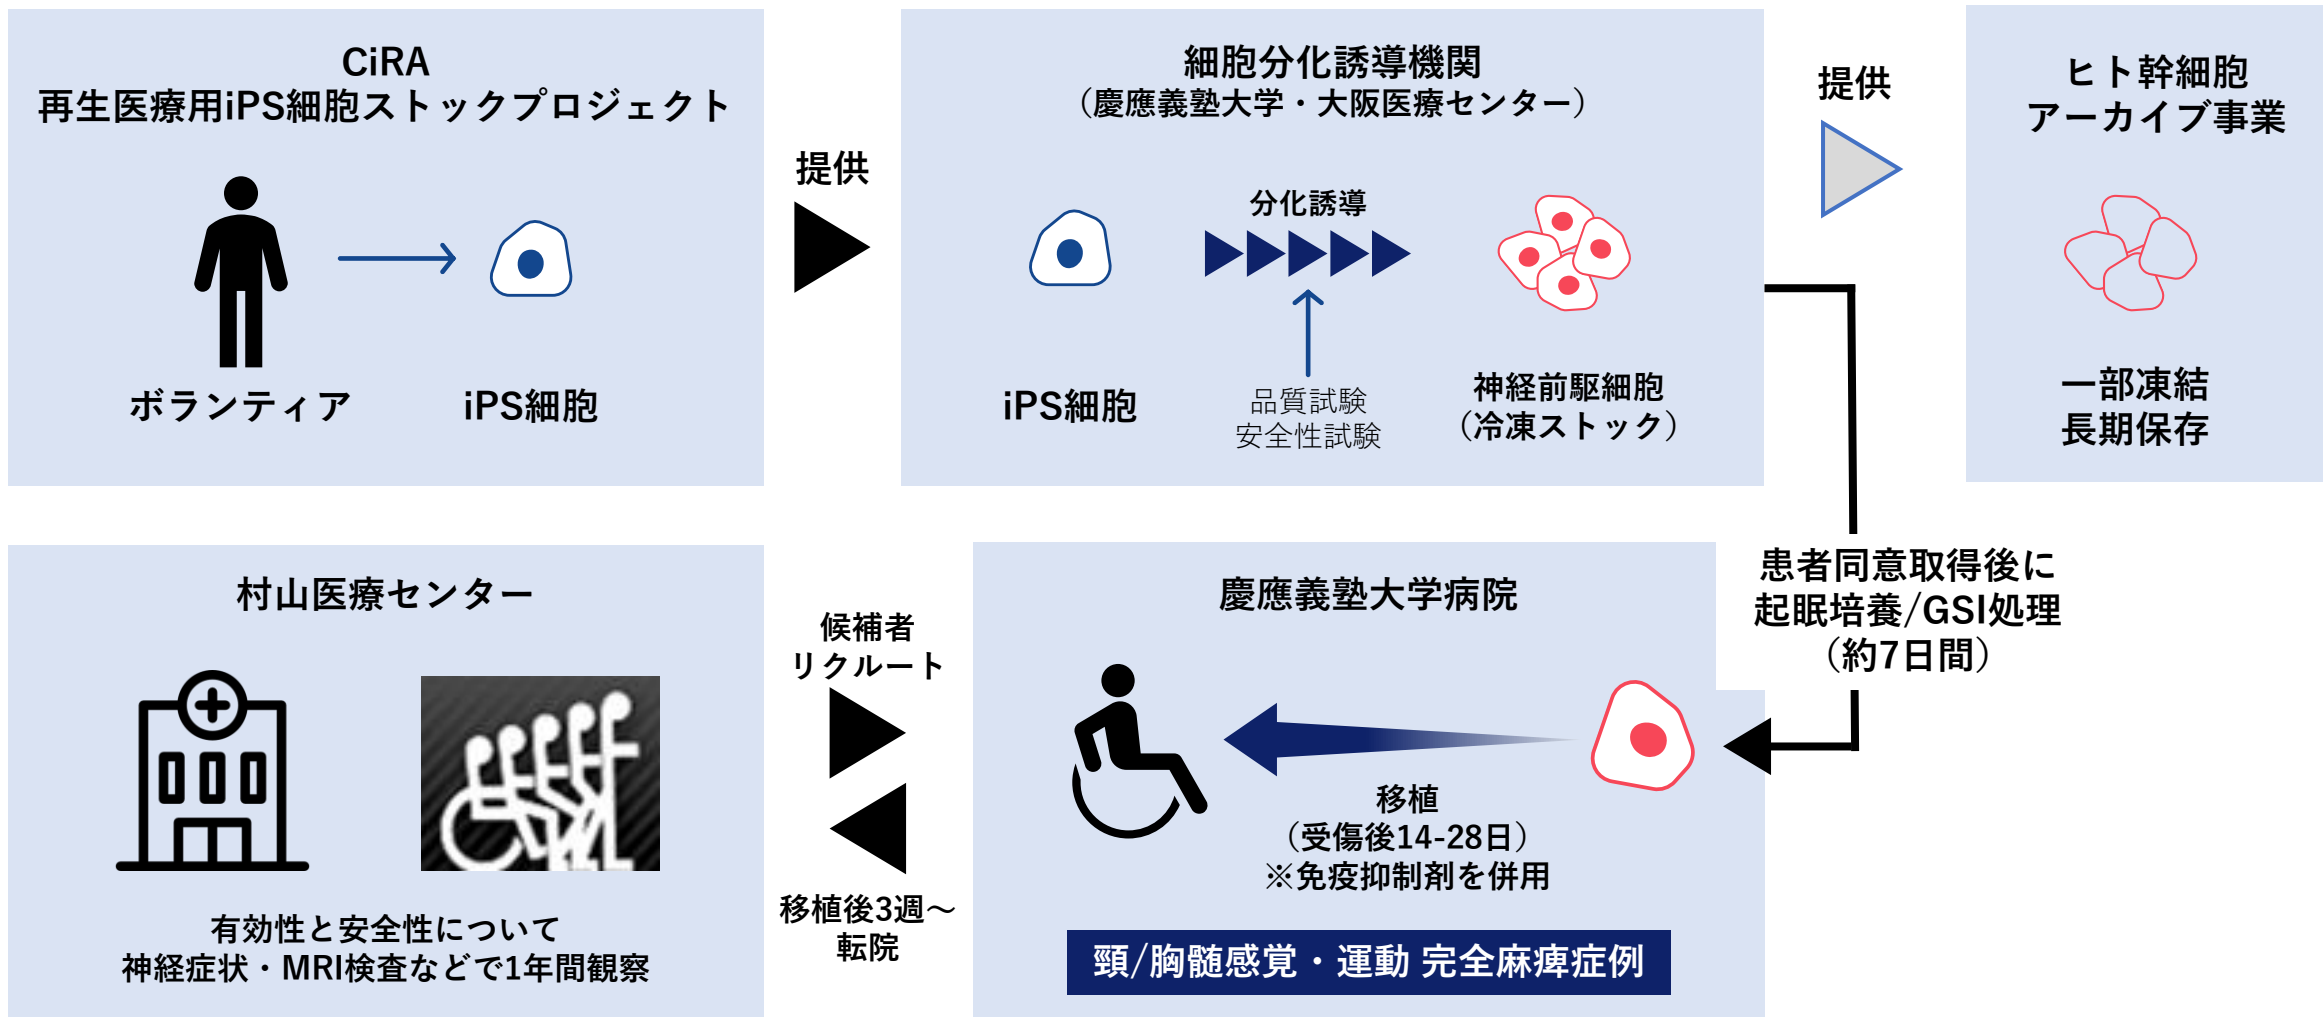 CiRA
再生医療用iPS細胞ストックプロジェクト
ボランティア
iPS細胞
提供
細胞分化誘導機関
（慶應義塾大学・大阪医療センター）
分化誘導
iPS細胞
品質試験
安全性試験
神経前駆細胞
（冷凍ストック）
提供
ヒト幹細胞
アーカイブ事業
一部凍結
長期保存
患者同意取得後に
起眠培養/GSI処理
（約7日間）
村山医療センター
有効性と安全性について
神経症状・MRI検査などで1年間観察
候補者
リクルート
移植後3週～
転院
慶應義塾大学病院
移植
（受傷後14-28日）
※免疫抑制剤を併用
頸/胸髄感覚・運動 完全麻痺症例